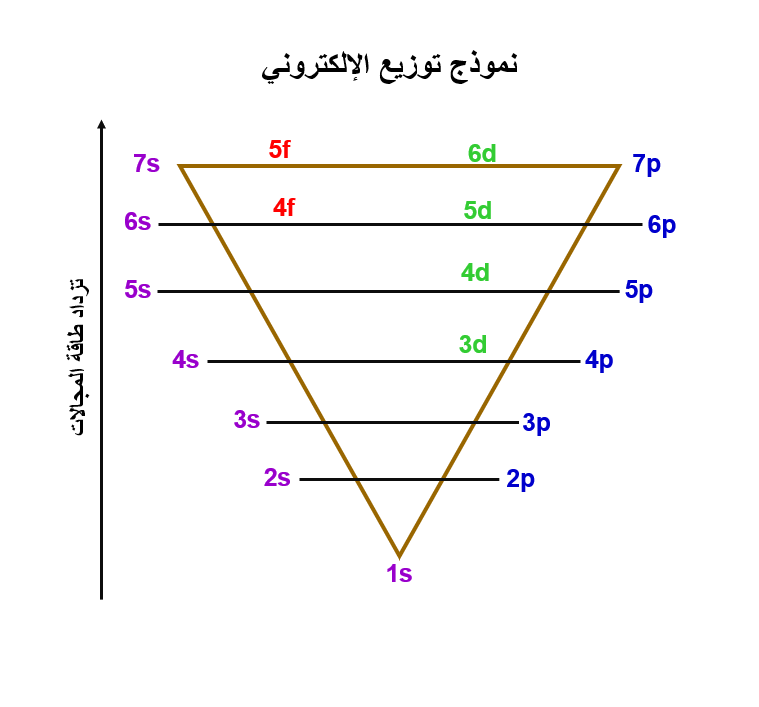 نموذج توزيع الإلكتروني
7s 5f 6d 7p
6s 4f 5d 6p
5s 4d 5p
4s 3d 4p
3s 3p
2s 2p
1s
تزداد طاقة المجالات